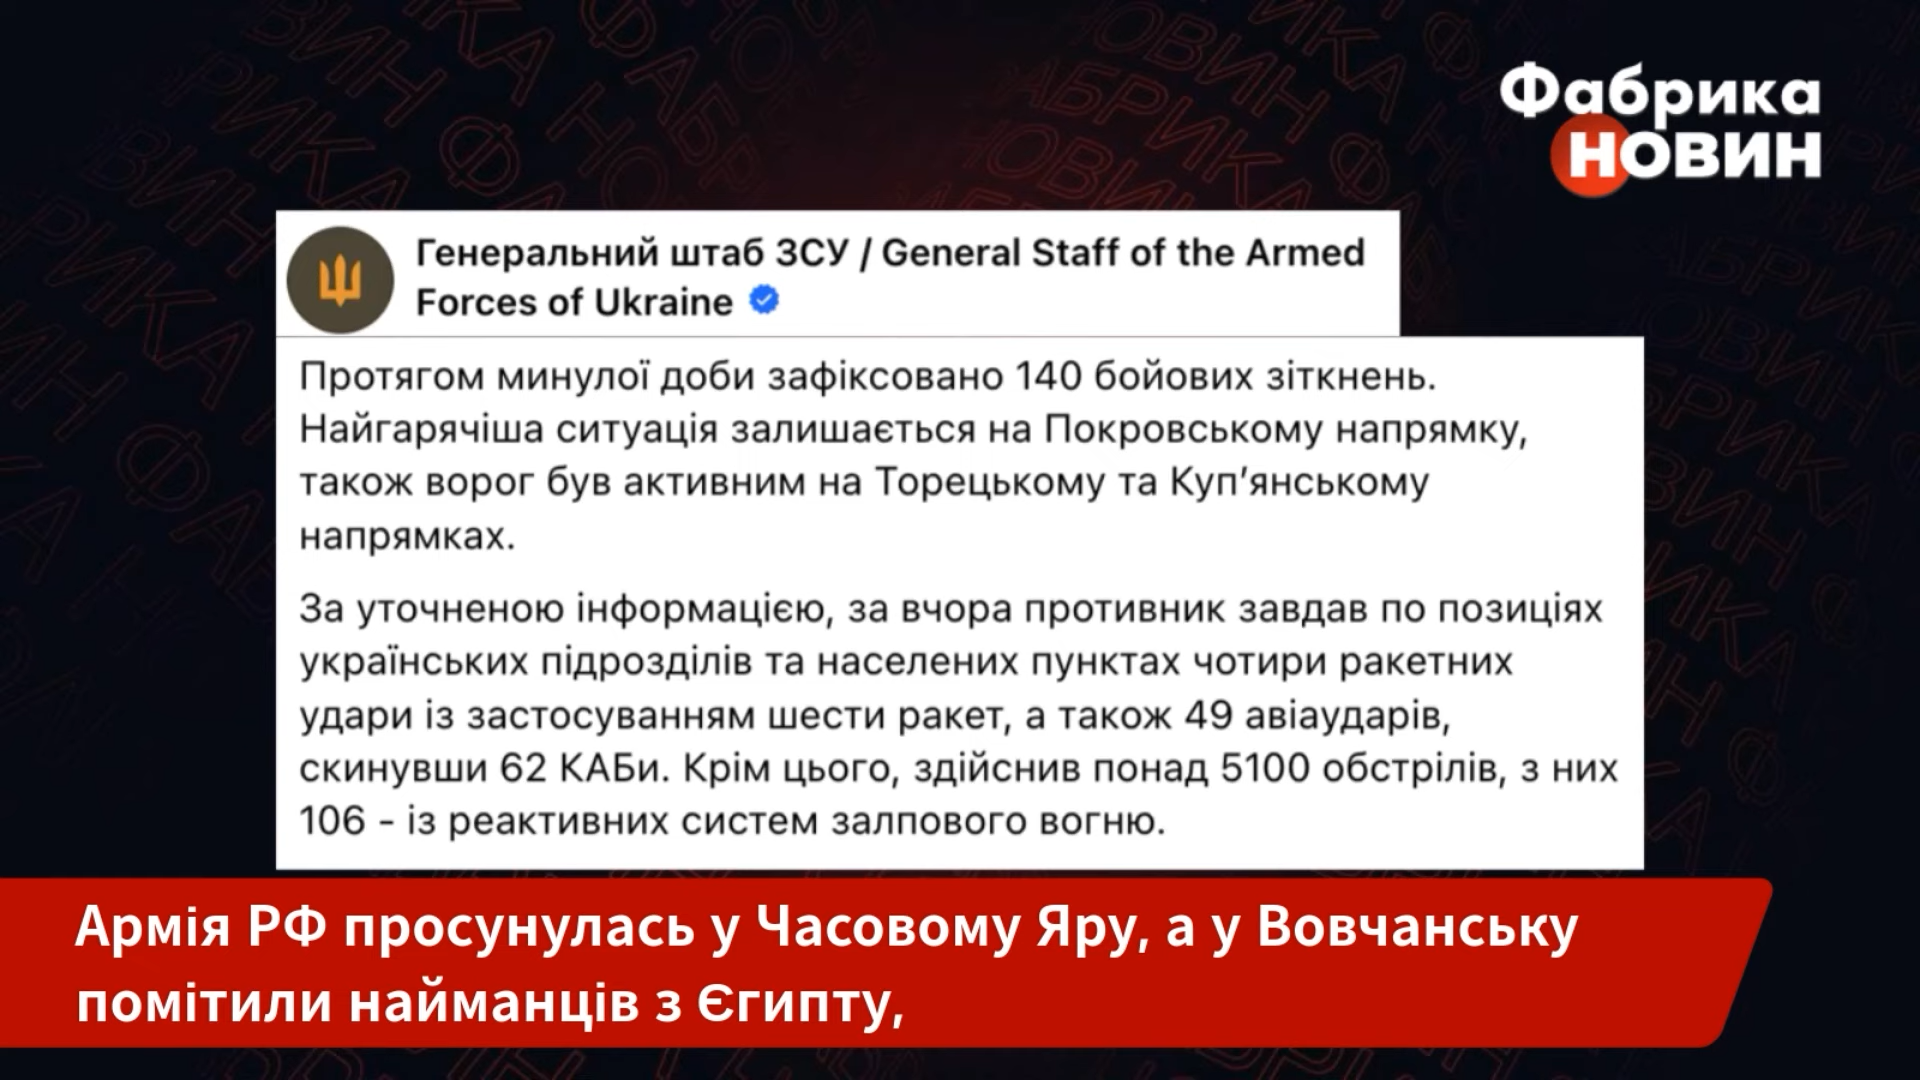 Фабрика
НОВИН
Генеральний штаб ЗСУ / General Staff of the Armed
Forces of Ukraine
Протягом минулої доби зафіксовано 140 бойових зіткнень.
Найгарячіша ситуація залишається на Покровському напрямку,
також ворог був активним на Торецькому та Куп’янському
напрямках.
За уточненою інформацією, за вчора противник завдав по позиціях
українських підрозділів та населених пунктах чотири ракетних
удари із застосуванням шести ракет, а також 49 авіаударів,
скинувши 62 КАБи. Крім цього, здійснив понад 5100 обстрілів, з них
106 - із реактивних систем залпового вогню.
Армія РФ просунулась у Часовому Яру, а у Вовчанську
помітили найманців з Єгипту,